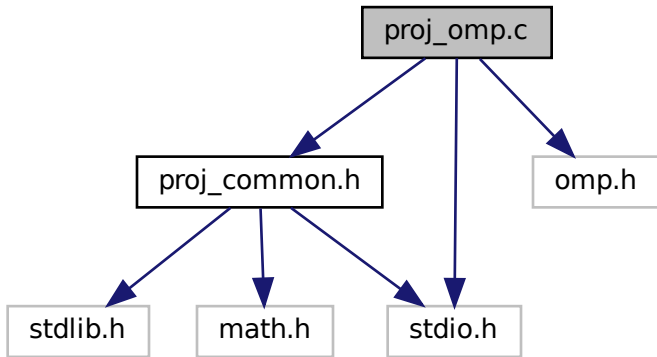 proj_omp.c
proj_common.h
omp.h
stdlib.h
math.h
stdio.h